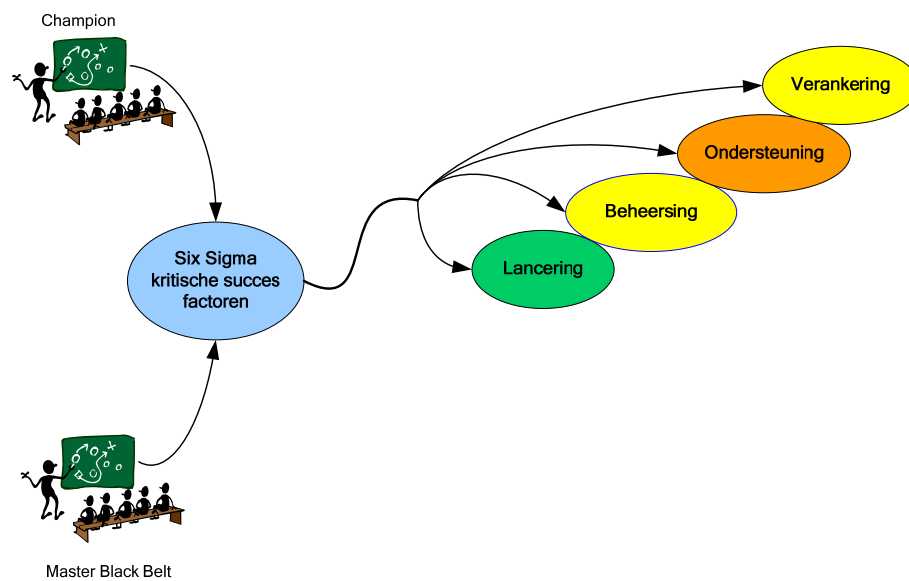 Champion
Verankering
Ondersteuning
Beheersing
Six Sigma
kritische succes
factoren
Lancering
Master Black Belt